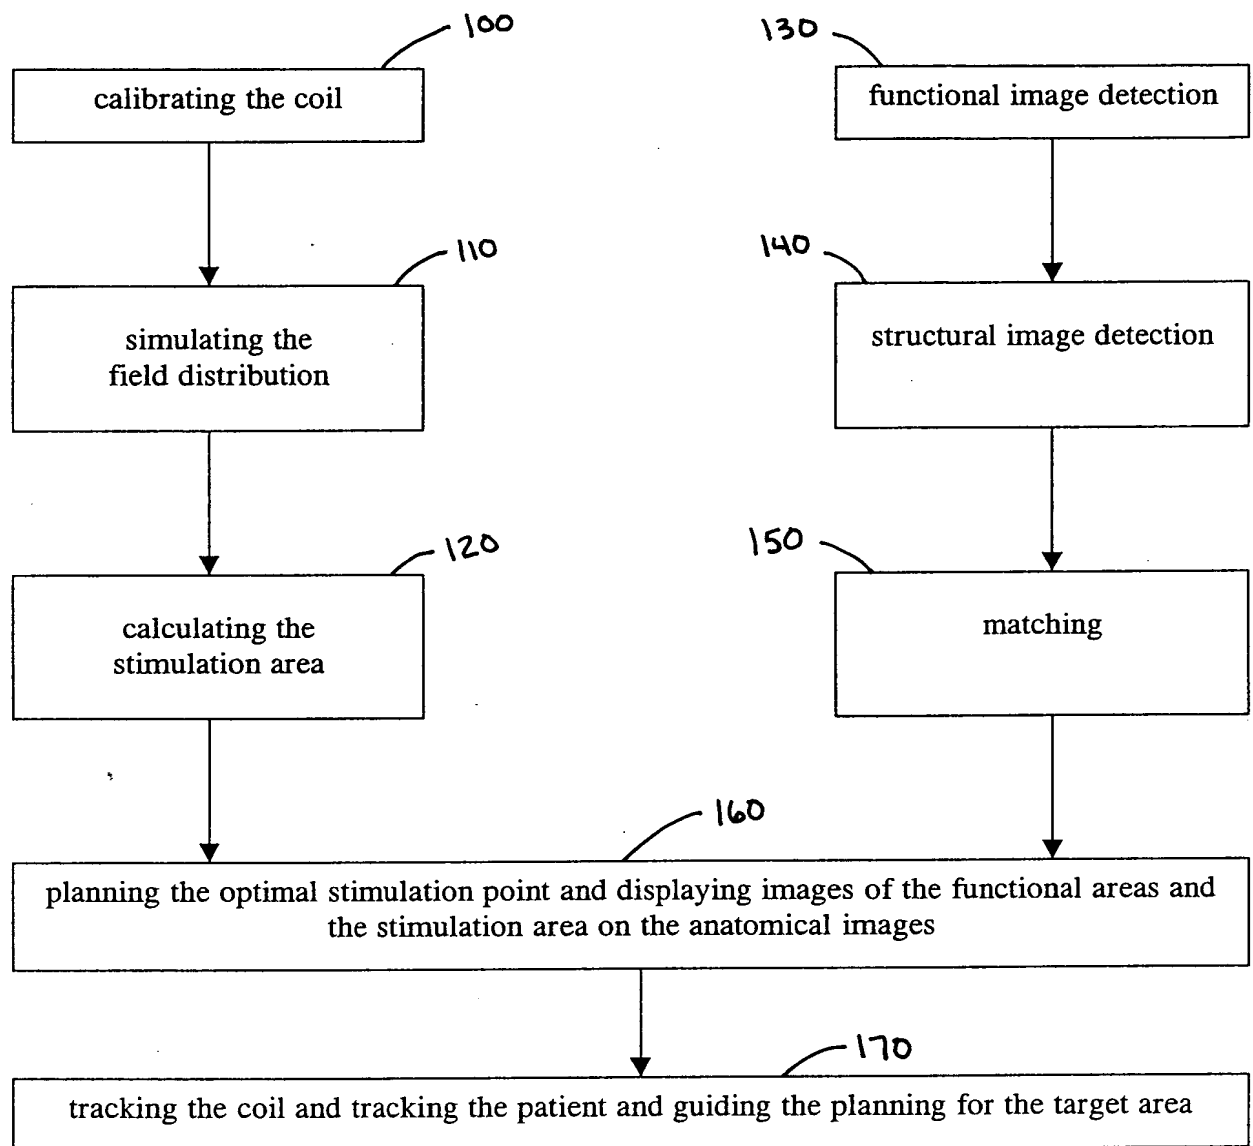 100
130
calibrating the coil
functional image detection
110
140
simulating the
field distribution
structural image detection
120
150
calculating the
stimulation area
matching
160
planning the optimal stimulation point and displaying images of the functional areas and
the stimulation area on the anatomical images
170
tracking the coil and tracking the patient and guiding the planning for the target area